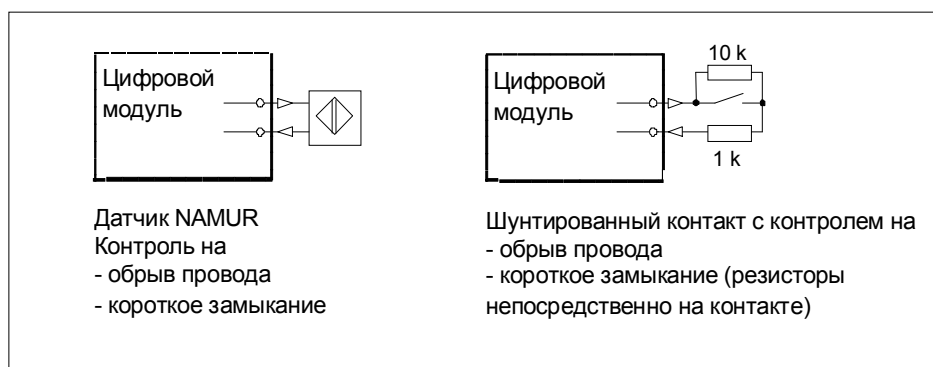 Цифровой
модуль
Датчик NAMUR
Контроль на
- обрыв провода
- короткое замыкание
10 k
Цифровой
модуль
1 k
Шунтированный контакт с контролем на
- обрыв провода
- короткое замыкание (резисторы
непосредственно на контакте)